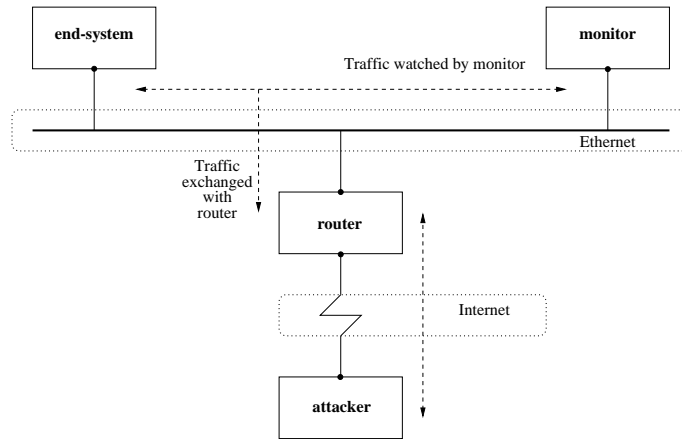 end-system
monitor
Traffic watched by monitor
Ethernet
Traffic
exchanged
with
router
router
Internet
attacker